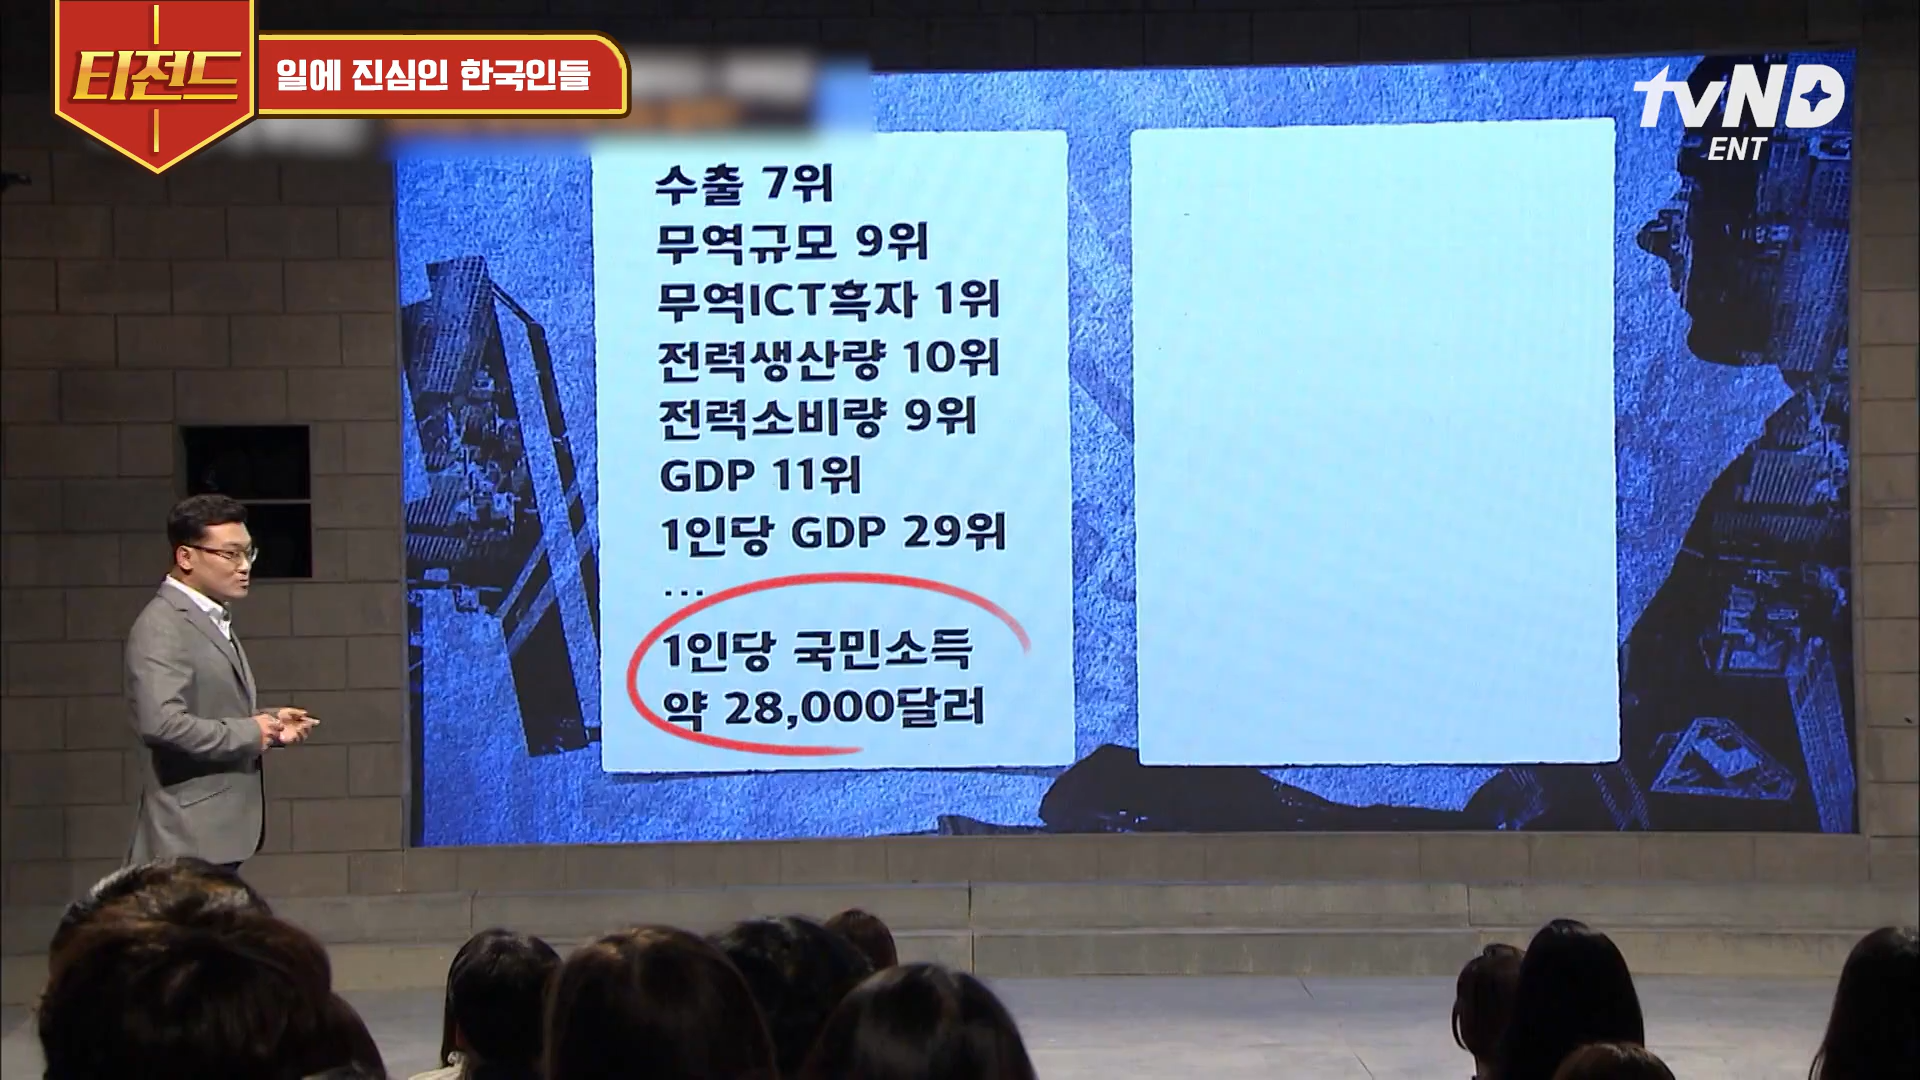 티전드
일에 진심인 한국인들
tvND
ENT
수출 7위
무역규모 9위
무역ICT흑자 1위
전력생산량 10위
전력소비량 9위
GDP 11위
1인당 GDP 29위
...
1인당 국민소득
약 28,000달러